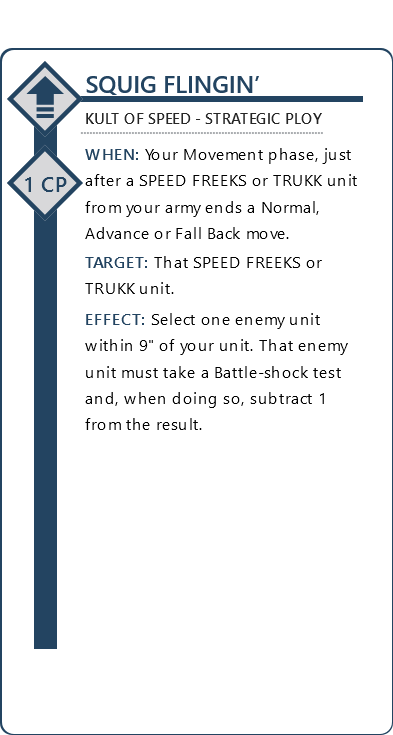 SQUIG FLINGIN’
KULT OF SPEED - STRATEGIC PLOY
WHEN: Your Movement phase, just
1 CP
after a SPEED FREEKS or TRUKK unit
from your army ends a Normal,
Advance or Fall Back move.
TARGET: That SPEED FREEKS or
TRUKK unit.
EFFECT: Select one enemy unit
within 9" of your unit. That enemy
unit must take a Battle-shock test
and, when doing so, subtract 1
from the result.